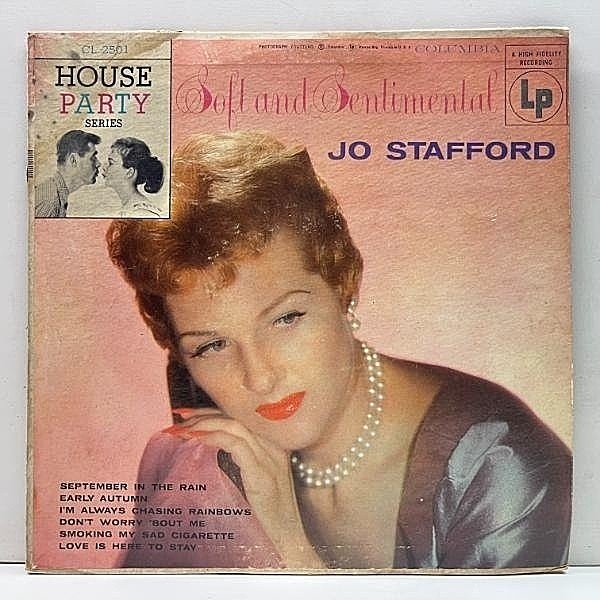 CL 2501
HOUSE
PARTY
SERIES
COLUMBIA
A HIGH FIDELITY
RECORDING
Lp
Soft and Sentimental
JO STAFFORD
SEPTEMBER IN THE RAIN
EARLY AUTUMN
I'M ALWAYS CHASING RAINBOWS
DON'T WORRY 'BOUT ME
SMOKING MY SAD CIGARETTE
LOVE IS HERE TO STAY